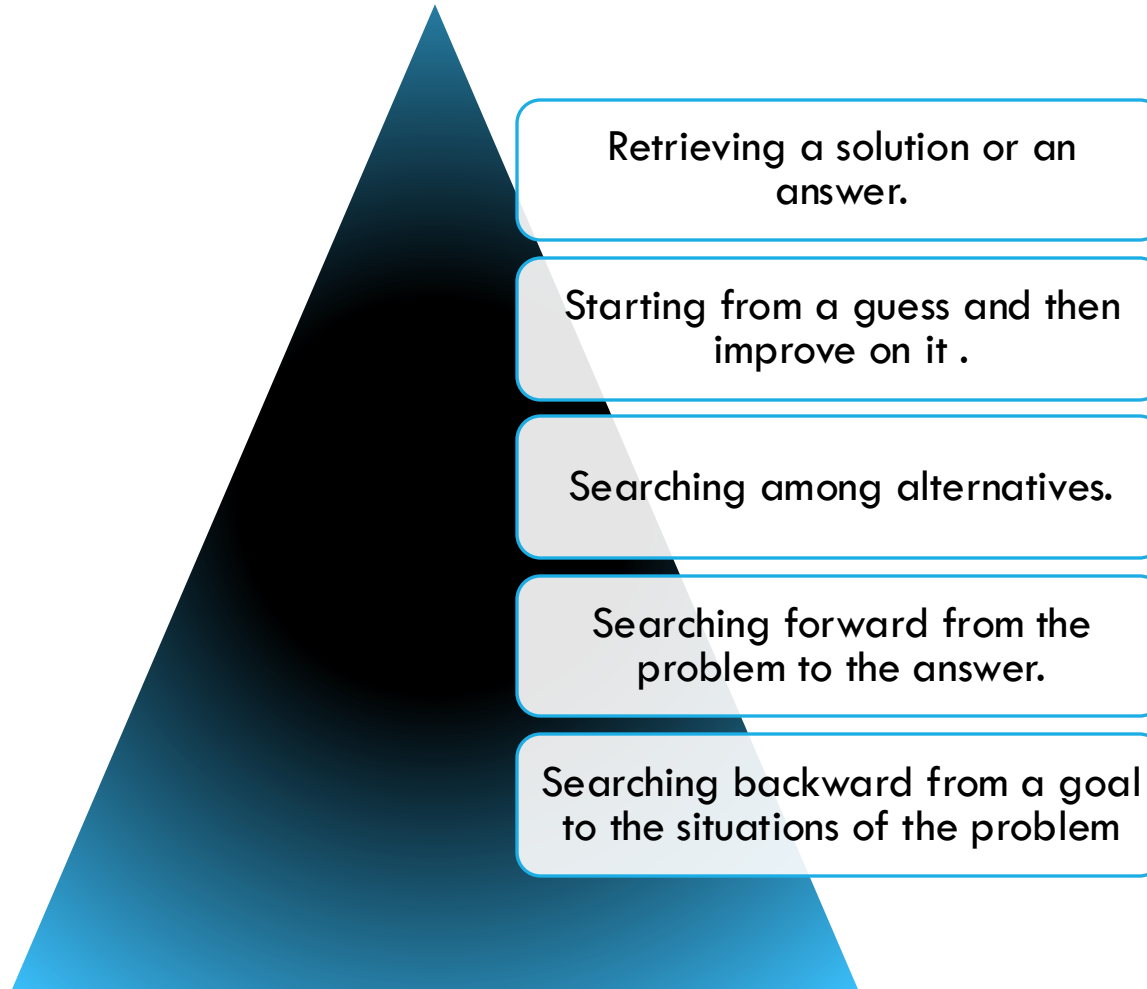 Retrieving a solution or an
answer.
Starting from a guess and then
improve on it .
Searching among alternatives.
Searching forward from the
problem to the answer.
Searching backward from a goal
to the situations of the problem